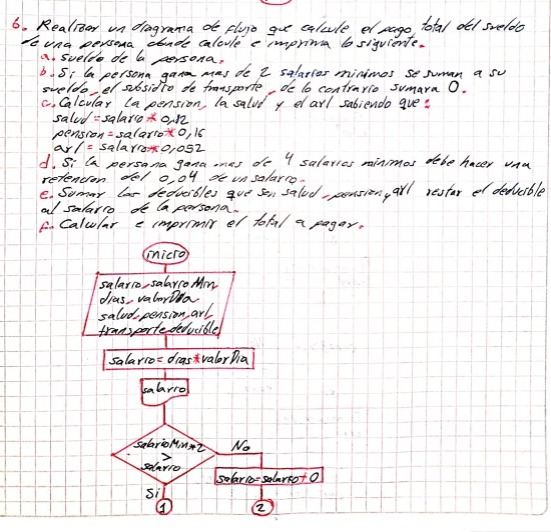 6. Realizar un diagrama de flujo que calcule el pago total del sueldo
de una persona donde calcule e imprima lo siguiente.
a. sueldo de la persona.
b. Si la persona gana mas de 2 salarios minimos se suman a su
sueldo, el subsidio de transporte, de lo contrario sumara 0.
c. Calcular la pension, la salud y el arl sabiendo que:
salud = salario * 0,12
pension = salario * 0,16
arl = salario * 0,052
d. Si la persona gana mas de 4 salarios minimos debe hacer una
retencion del 0,04 de un salario.
e. Sumar los deducibles que son salud, pension y arl restar el deducible
al salario de la persona.
f. Calcular e imprimir el total a pagar.
inicio
salario, salario Min
dias, valorDia
salud, pension, arl,
transporte, deducible
salario = dias * valorDia
salario
salarioMin*2
>
salario
No
salario = salario + 0
Si
1
2